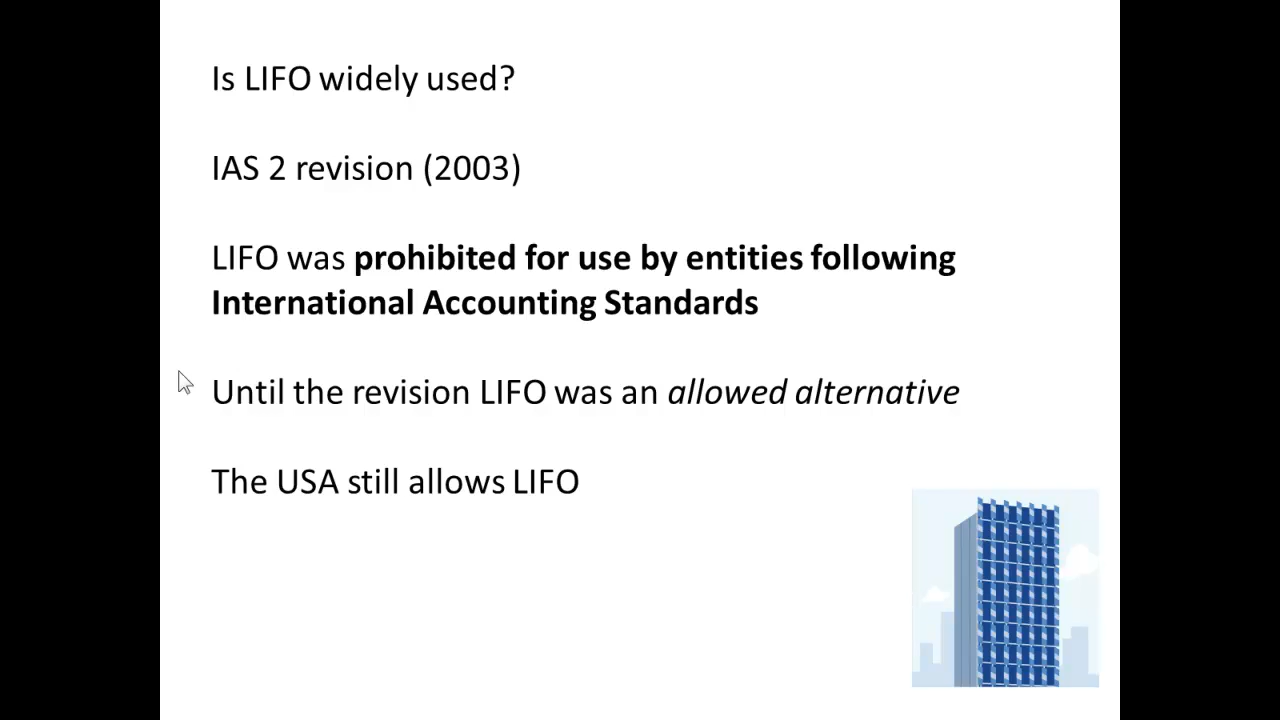 Is LIFO widely used?
IAS 2 revision (2003)
LIFO was prohibited for use by entities following
International Accounting Standards
Until the revision LIFO was an allowed alternative
The USA still allows LIFO